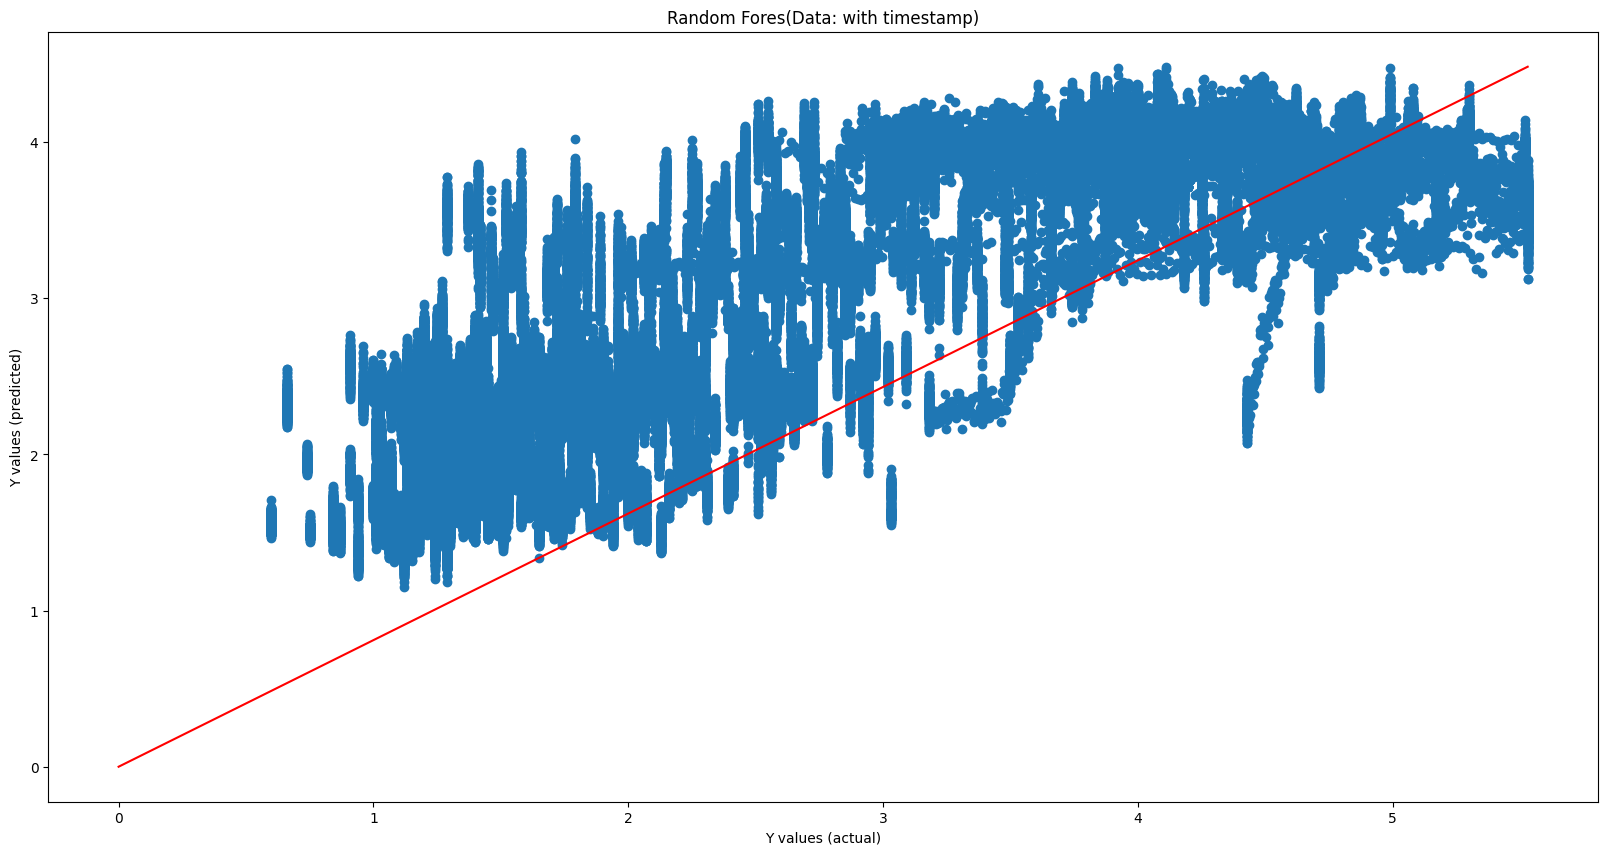 Random Fores(Data: with timestamp)
Y values (predicted)
4
3
2
1
0
0 1 2 3 4 5
Y values (actual)